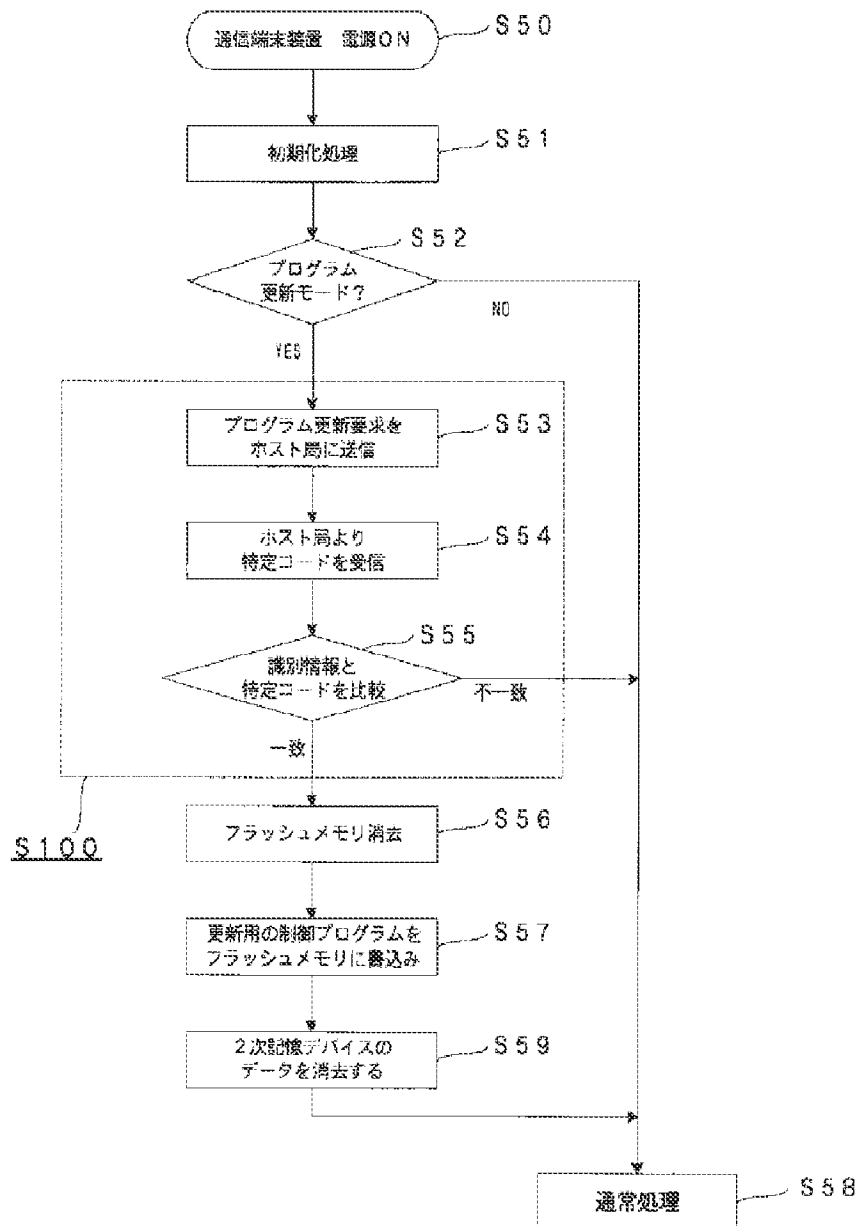 通信端末装置 電源ON
S50
初期化処理
S51
S52
プログラム
更新モード?
NO
YES
プログラム更新要求を
ホスト局に送信
S53
ホスト局より
特定コードを受信
S54
S55
識別情報と
特定コードを比較
不一致
一致
S100
フラッシュメモリ消去
S56
更新用の制御プログラムを
フラッシュメモリに書込み
S57
2次記憶デバイスの
データを消去する
S59
通常処理
S58